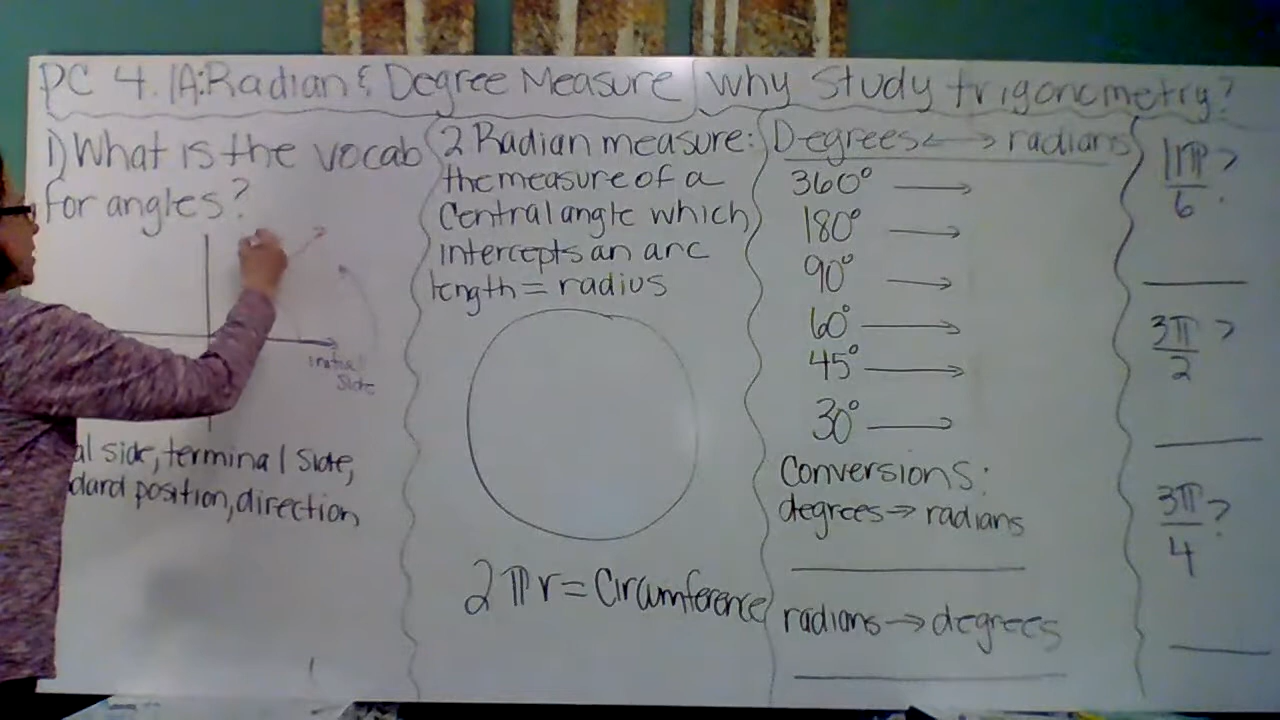 PC 4.1A: Radian & Degree Measure
Why study trigonometry?
1) What is the vocab
for angles?
initial
side
al side, terminal side,
dard position, direction
2 Radian measure:
the measure of a
Central angle which
intercepts an arc
length = radius
2πr = Circumference
Degrees ↔ radians
360° →
180° →
90° →
60° →
45° →
30° →
Conversions:
degrees → radians
radians → degrees
11π/6 ?
3π/2 ?
3π/4 ?